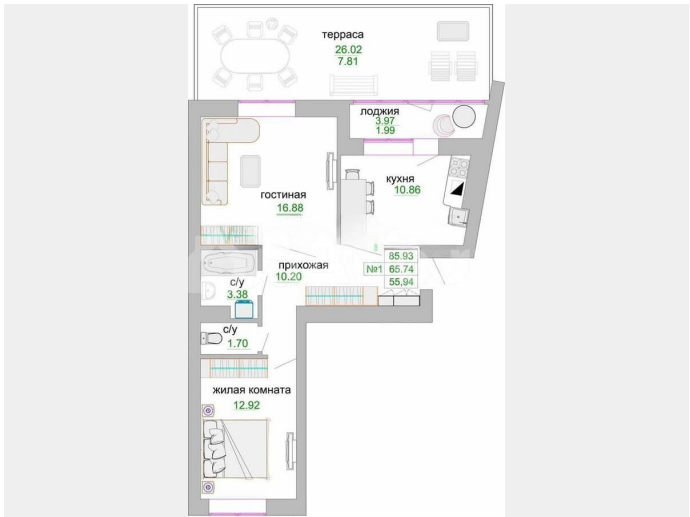 терраса
26.02
7.81
лоджия
3.97
1.99
кухня
10.86
гостиная
16.88
прихожая
10.20
№1
85.93
65.74
55,94
с/у
3.38
с/у
1.70
жилая комната
12.92